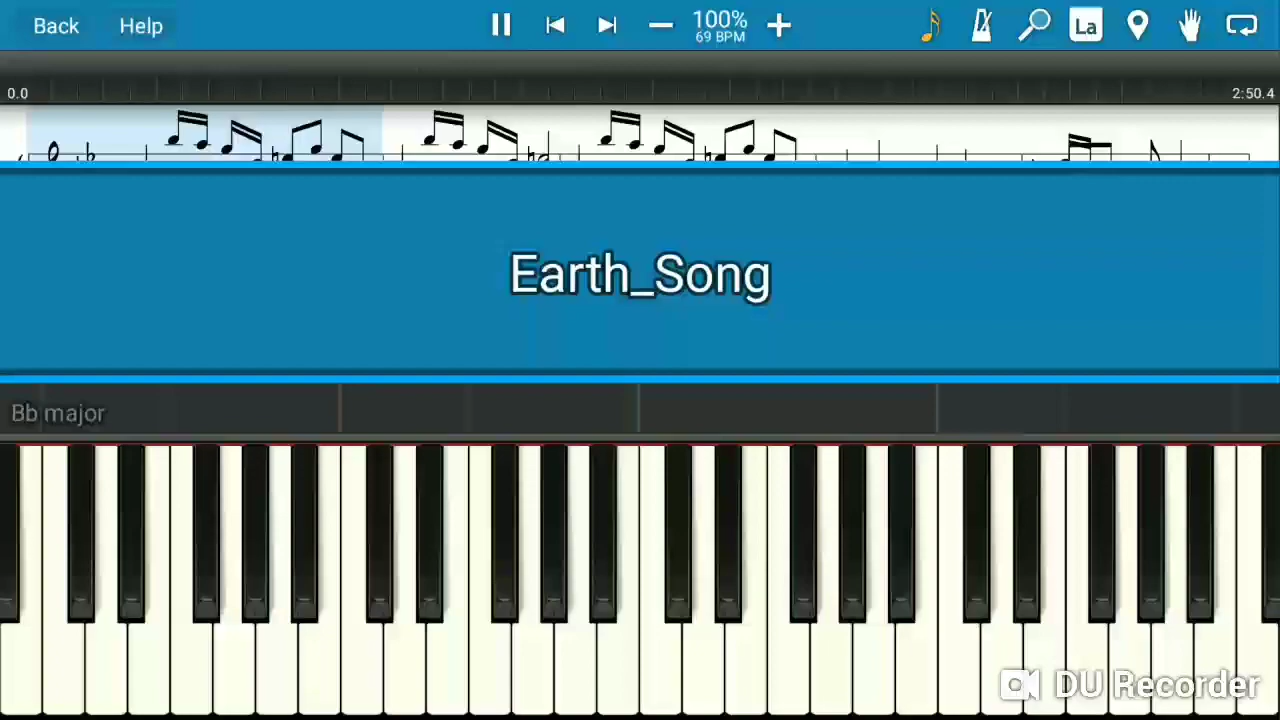 Back Help 100% La
69 BPM
0.0 2:50.4
Earth_Song
Bb major
DU Recorder